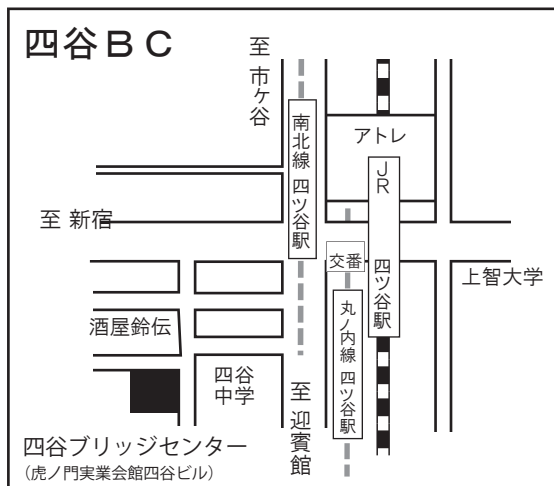 四谷ＢＣ
至 市ヶ谷
南北線 四ツ谷駅
アトレ
JR 四ツ谷駅
至 新宿
交番
上智大学
丸ノ内線 四ツ谷駅
酒屋鈴伝
四谷
中学
至 迎賓館
四谷ブリッジセンター
(虎ノ門実業会館四谷ビル)